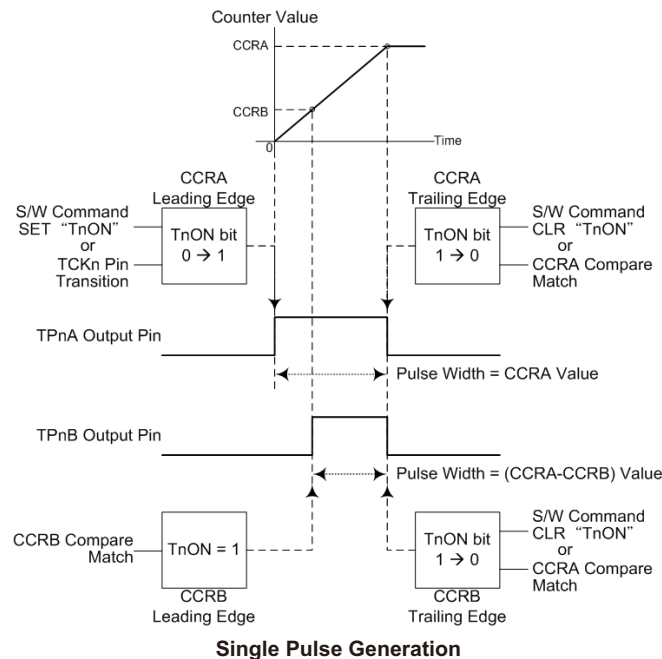 Counter Value
CCRA
CCRB
0
Time
CCRA
Leading Edge
S/W Command
SET “TnON”
or
TCKn Pin
Transition
TnON bit
0 → 1
CCRA
Trailing Edge
TnON bit
1 → 0
S/W Command
CLR “TnON”
or
CCRA Compare
Match
TPnA Output Pin
Pulse Width = CCRA Value
TPnB Output Pin
Pulse Width = (CCRA-CCRB) Value
CCRB Compare
Match
TnON = 1
CCRB
Leading Edge
TnON bit
1 → 0
CCRB
Trailing Edge
S/W Command
CLR “TnON”
or
CCRA Compare
Match
Single Pulse Generation